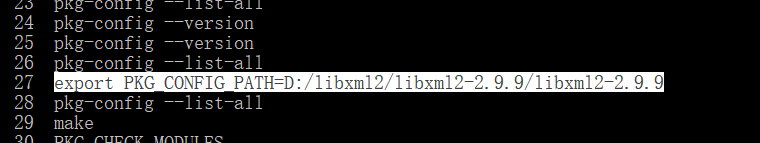 23 pkg-config --list-all
24 pkg-config --version
25 pkg-config --version
26 pkg-config --list-all
27 export PKG_CONFIG_PATH=D:/libxml2/libxml2-2.9.9/libxml2-2.9.9
28 pkg-config --list-all
29 make
30 PKG_CHECK_MODULES